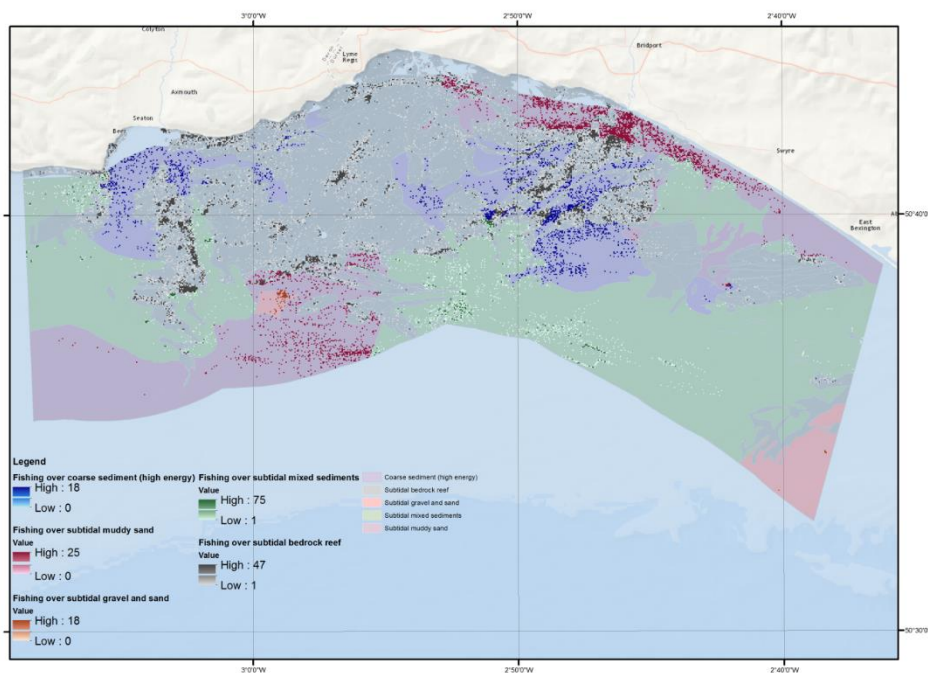 3°0'0"W 2°50'0"W 2°40'0"W
Colyton
Lyme
Regis
Bridport
Axmouth
Seaton
Beer
Swyre
50°40'0"N
East
Bexington
Legend
Fishing over coarse sediment (high energy)
High : 18
Low : 0
Fishing over subtidal muddy sand
Value
High : 25
Low : 0
Fishing over subtidal gravel and sand
Value
High : 18
Low : 0
Fishing over subtidal mixed sediments
Value
High : 75
Low : 1
Fishing over subtidal bedrock reef
Value
High : 47
Low : 1
Coarse sediment (high energy)
Subtidal bedrock reef
Subtidal gravel and sand
Subtidal mixed sediments
Subtidal muddy sand
3°0'0"W 2°50'0"W 2°40'0"W